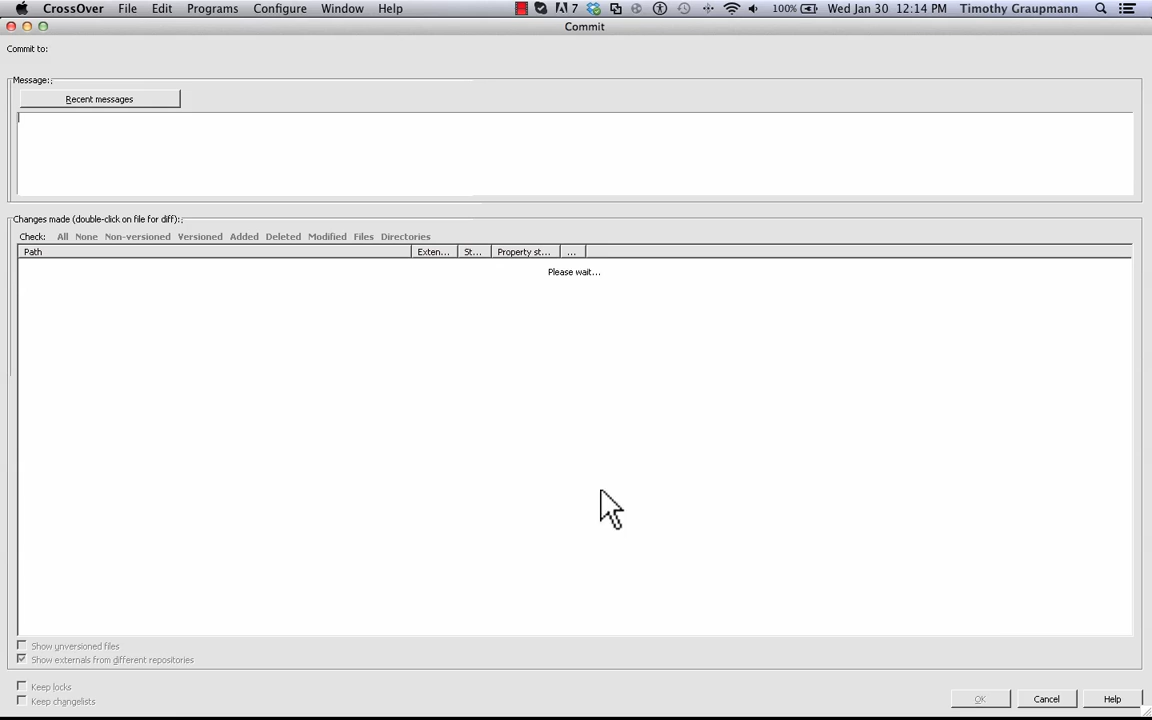 CrossOver File Edit Programs Configure Window Help 7 100% Wed Jan 30 12:14 PM Timothy Graupmann
Commit
Commit to:
Message:
Recent messages
Changes made (double-click on file for diff):
Check: All None Non-versioned Versioned Added Deleted Modified Files Directories
Path Exten... St... Property st... ...
Please wait...
Show unversioned files
Show externals from different repositories
Keep locks
Keep changelists
OK Cancel Help